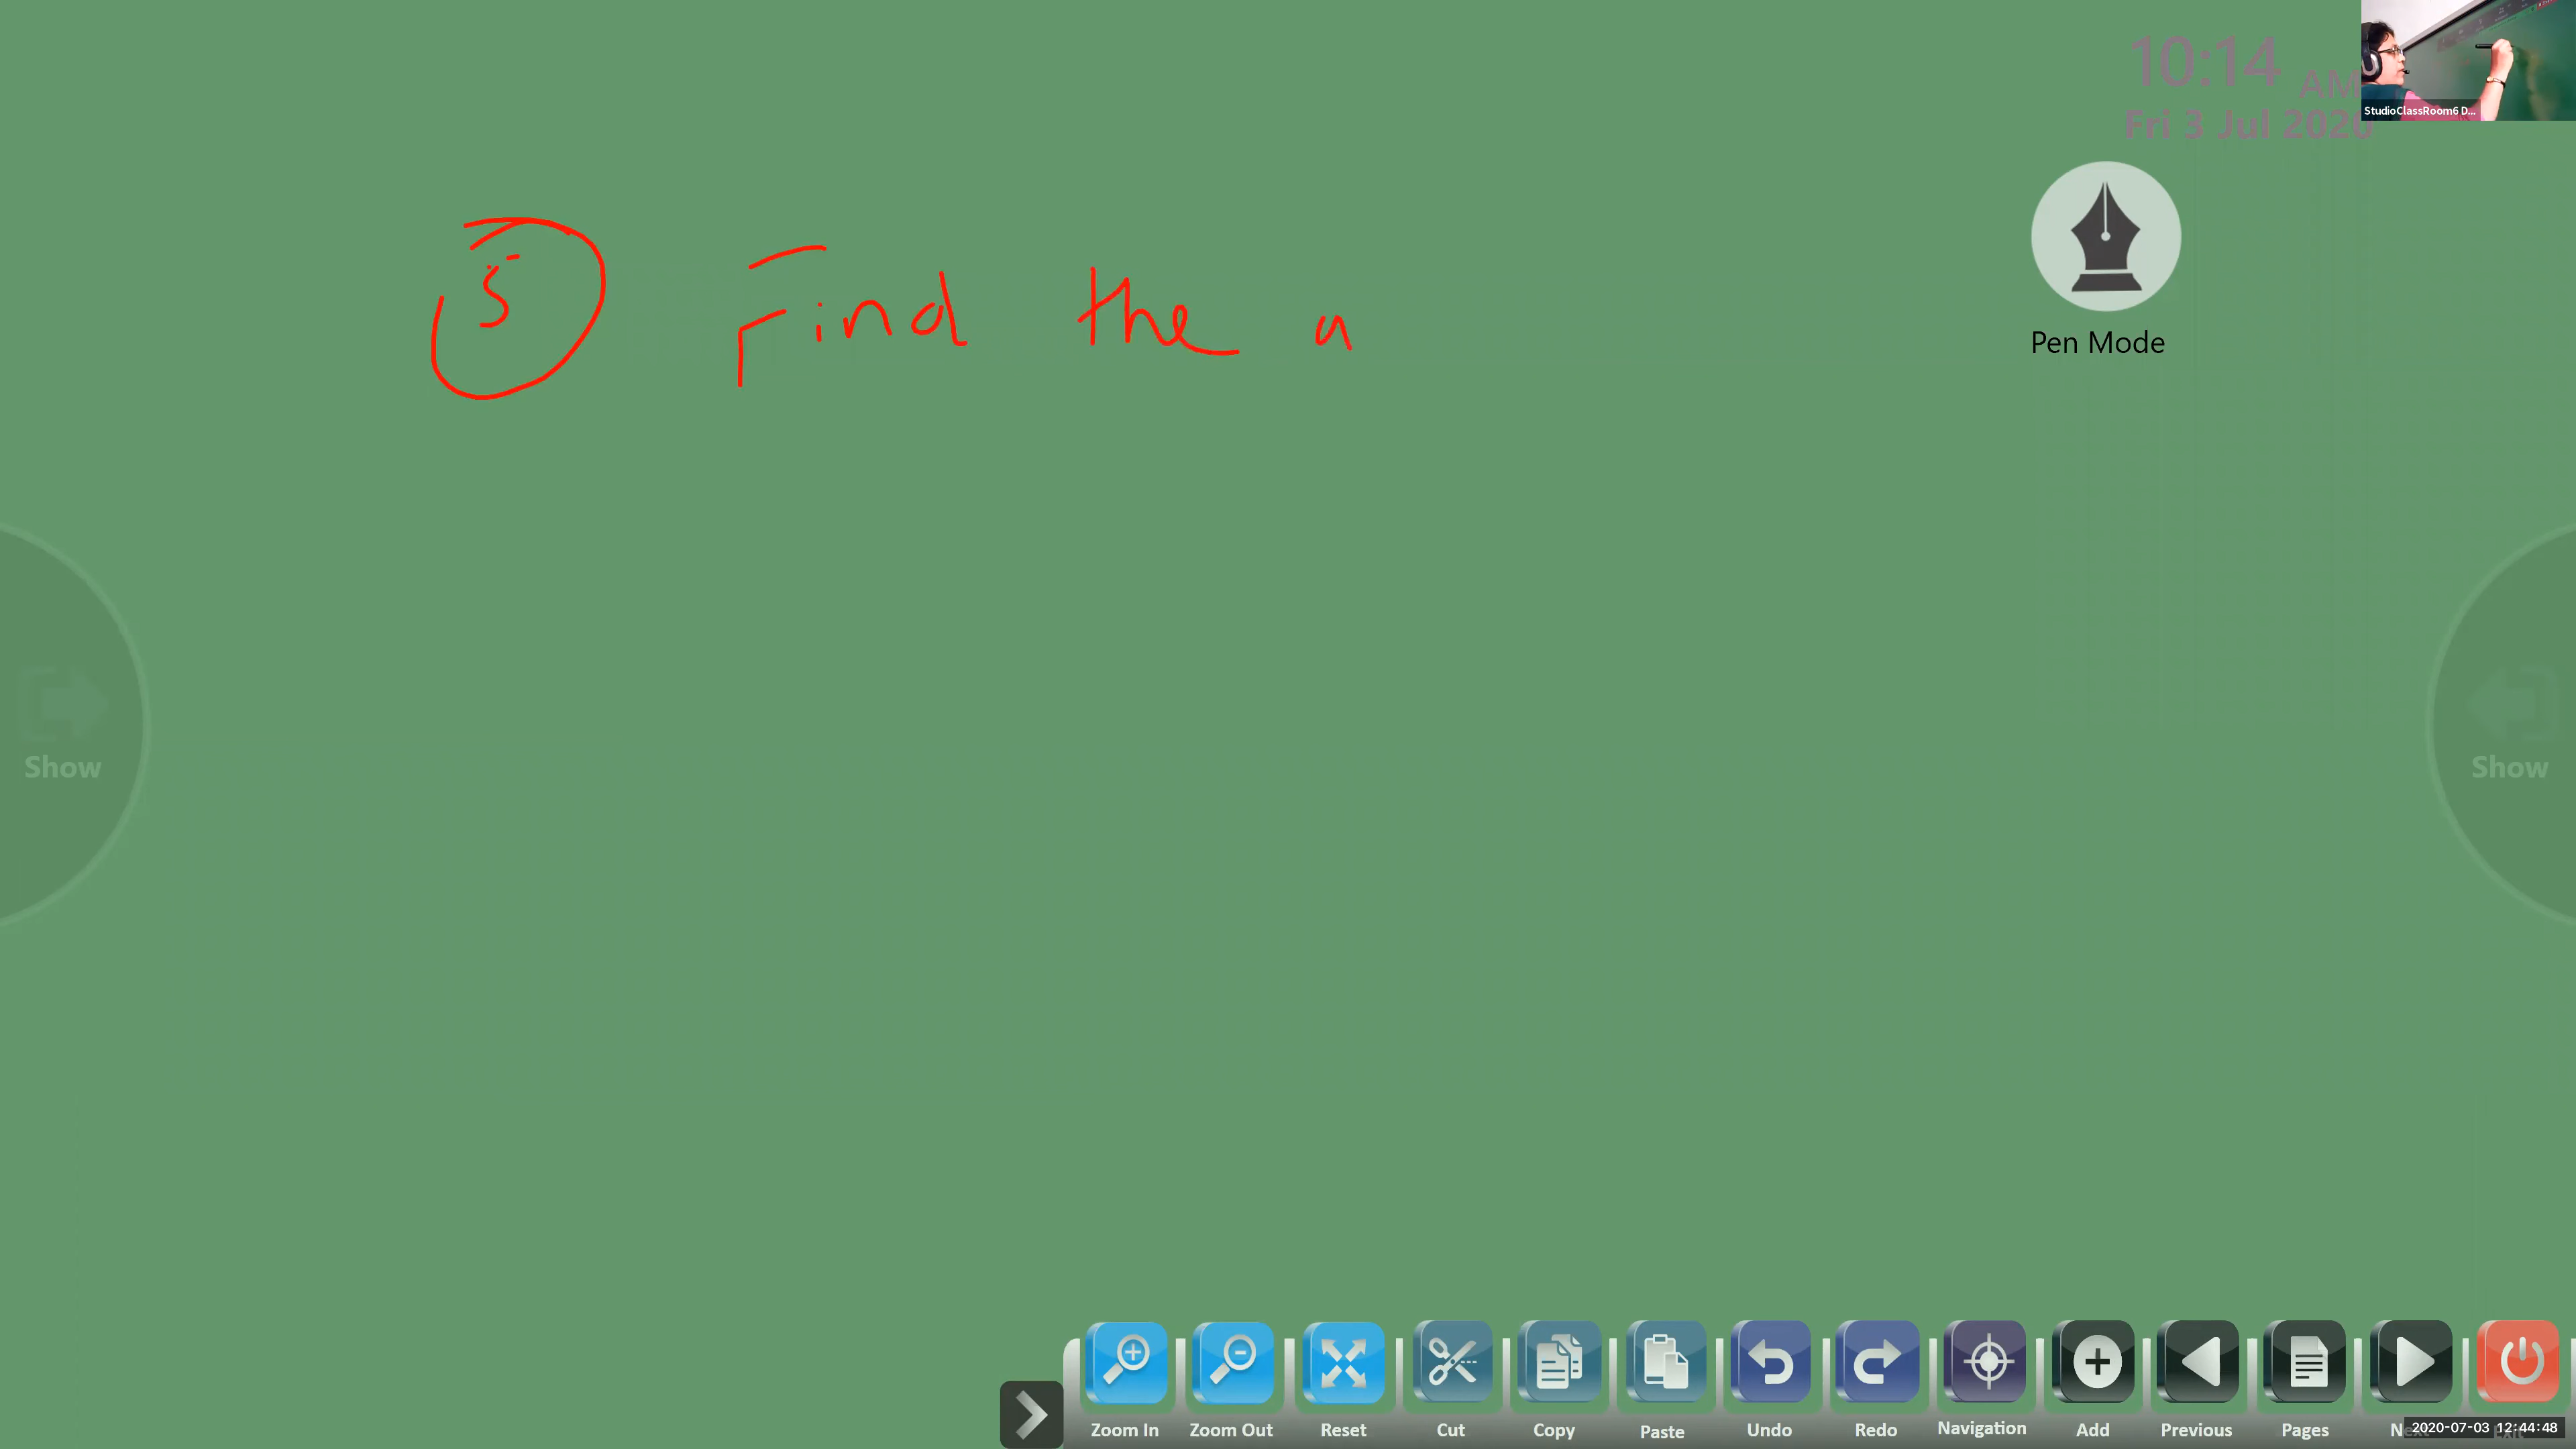 10:14 AM
StudioClassRoom6 D...
Fri 3 Jul 2020
5 Find the a
Pen Mode
Show Show
Zoom In Zoom Out Reset Cut Copy Paste Undo Redo Navigation Add Previous Pages
2020-07-03 12:44:48